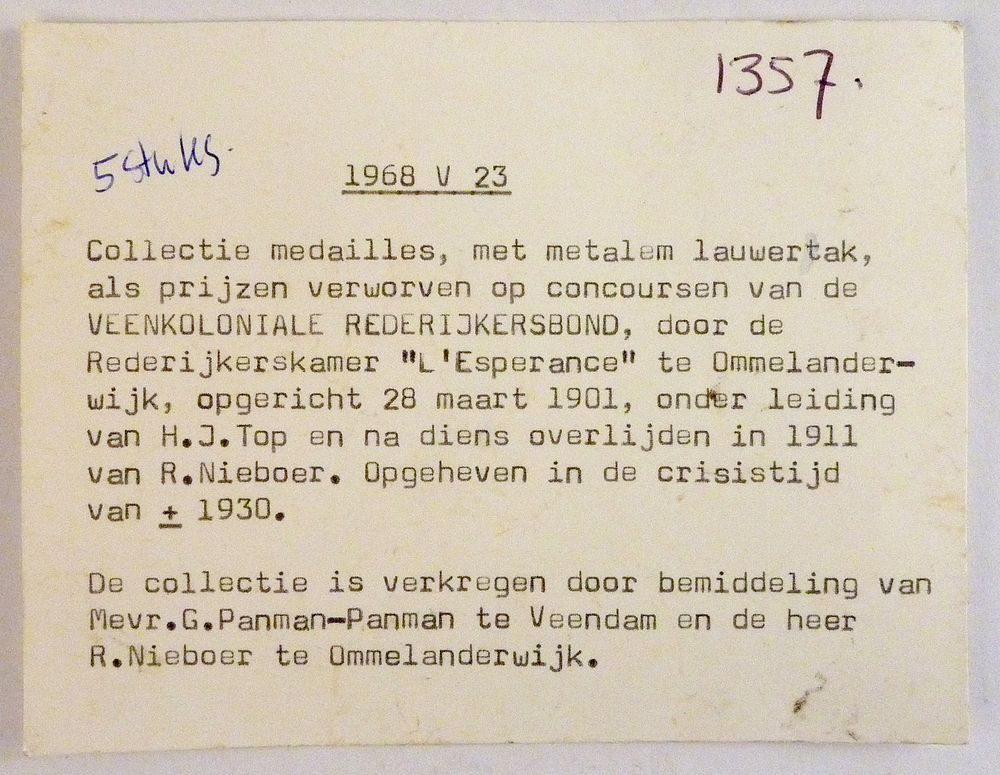 1357.
5 stuks.
1968 V 23
Collectie medailles, met metalem lauwertak,
als prijzen verworven op concoursen van de
VEENKOLONIALE REDERIJKERSBOND, door de
Rederijkerskamer "L'Esperance" te Ommelander-
wijk, opgericht 28 maart 1901, onder leiding
van H.J.Top en na diens overlijden in 1911
van R.Nieboer. Opgeheven in de crisistijd
van ± 1930.
De collectie is verkregen door bemiddeling van
Mevr.G.Panman-Panman te Veendam en de heer
R.Nieboer te Ommelanderwijk.